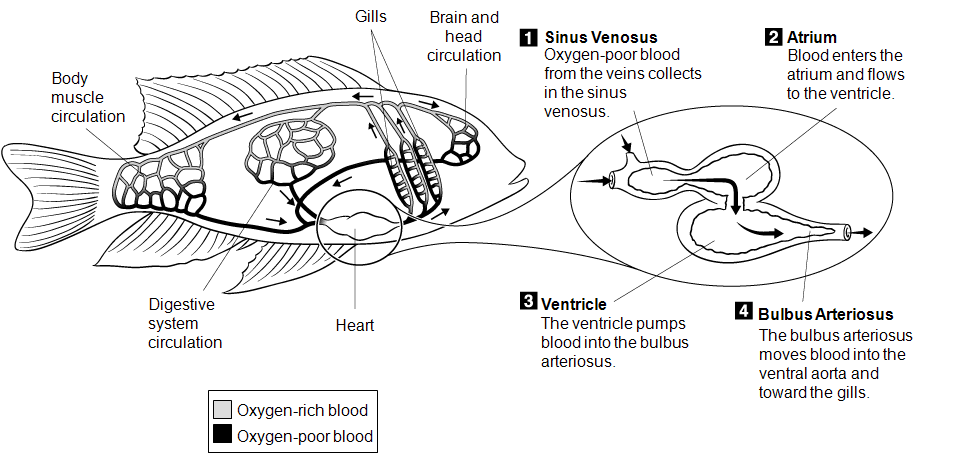 Gills
Brain and
head
circulation
Body
muscle
circulation
Digestive
system
circulation
Heart
1 Sinus Venosus
Oxygen-poor blood
from the veins collects
in the sinus
venosus.
2 Atrium
Blood enters the
atrium and flows
to the ventricle.
3 Ventricle
The ventricle pumps
blood into the bulbus
arteriosus.
4 Bulbus Arteriosus
The bulbus arteriosus
moves blood into the
ventral aorta and
toward the gills.
Oxygen-rich blood
Oxygen-poor blood